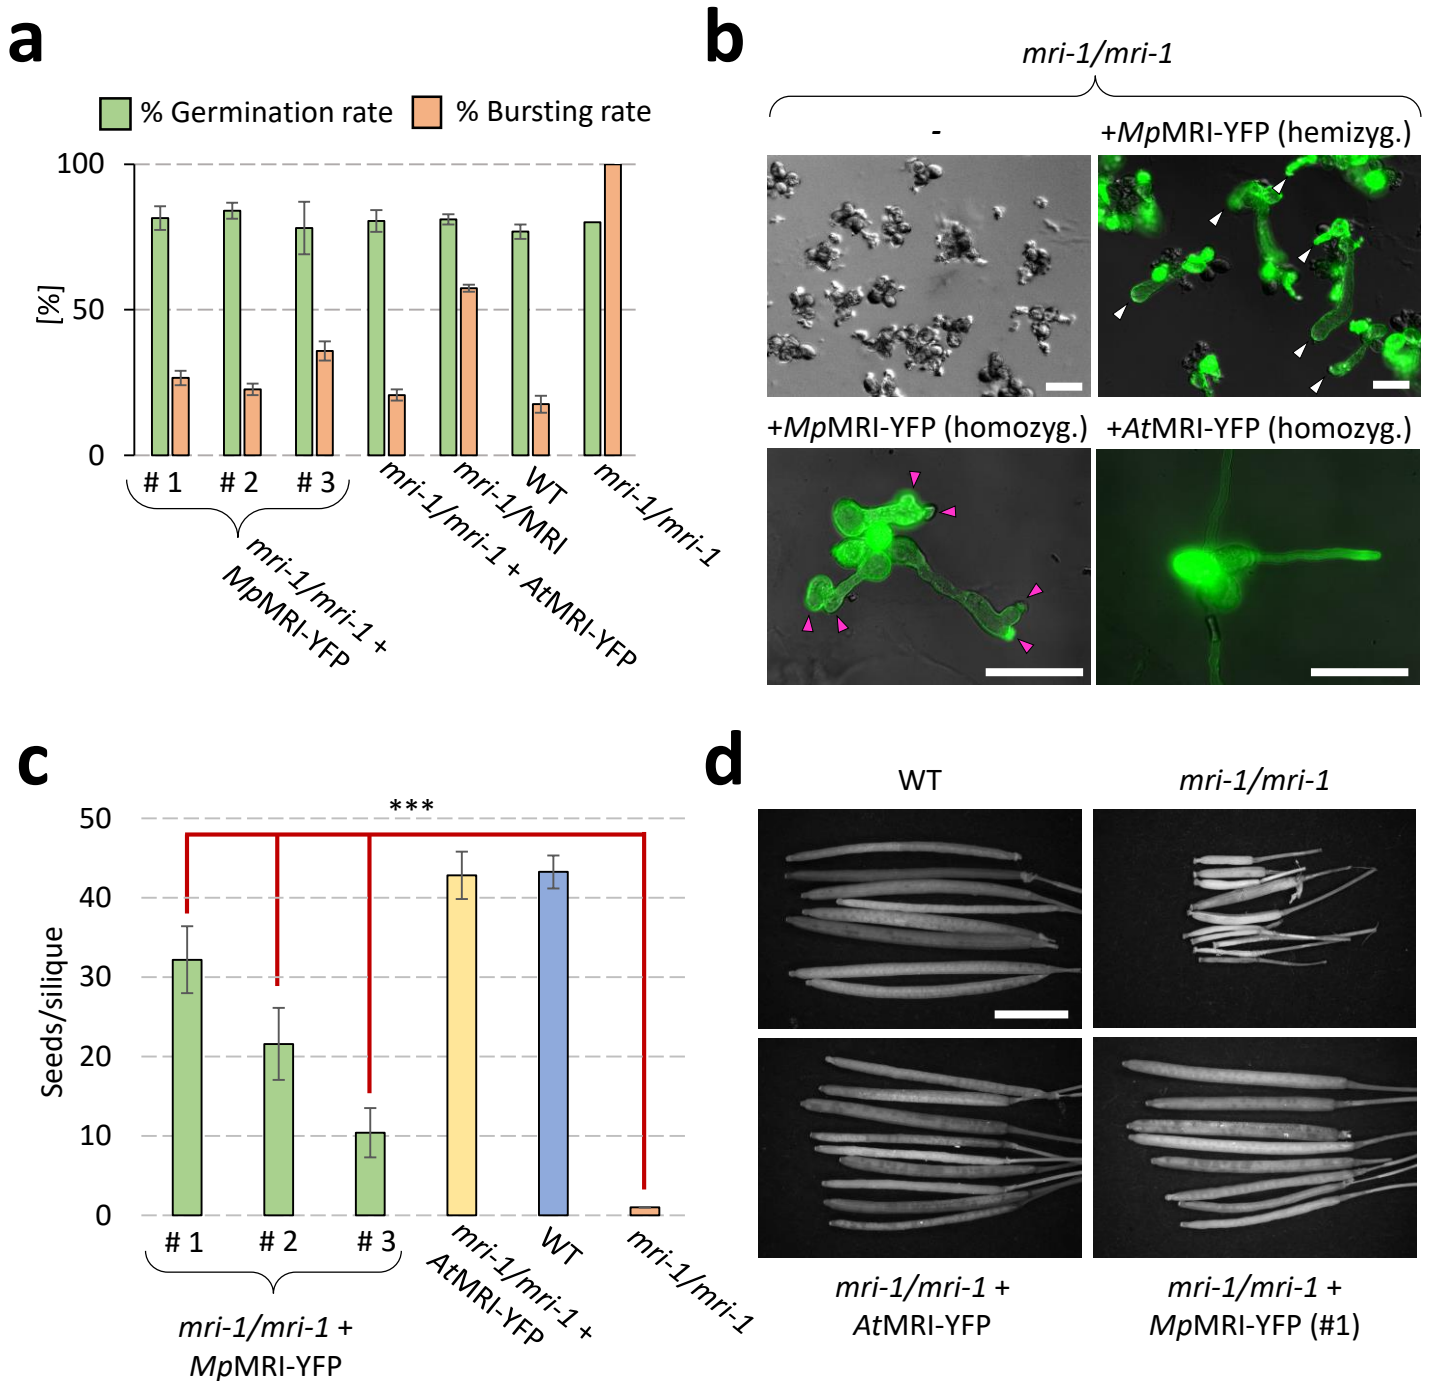 a
% Germination rate % Bursting rate
100
50
0
[%]
# 1 # 2 # 3
mri-1/mri-1 +
MpMRI-YFP
mri-1/mri-1 + AtMRI-YFP
mri-1/MRI
WT
mri-1/mri-1
b
mri-1/mri-1
-
+MpMRI-YFP (hemizyg.)
+MpMRI-YFP (homozyg.)
+AtMRI-YFP (homozyg.)
c
***
50
40
30
20
10
0
Seeds/silique
# 1 # 2 # 3
mri-1/mri-1 +
MpMRI-YFP
mri-1/mri-1 +
AtMRI-YFP
WT
mri-1/mri-1
d
WT
mri-1/mri-1
mri-1/mri-1 +
AtMRI-YFP
mri-1/mri-1 +
MpMRI-YFP (#1)